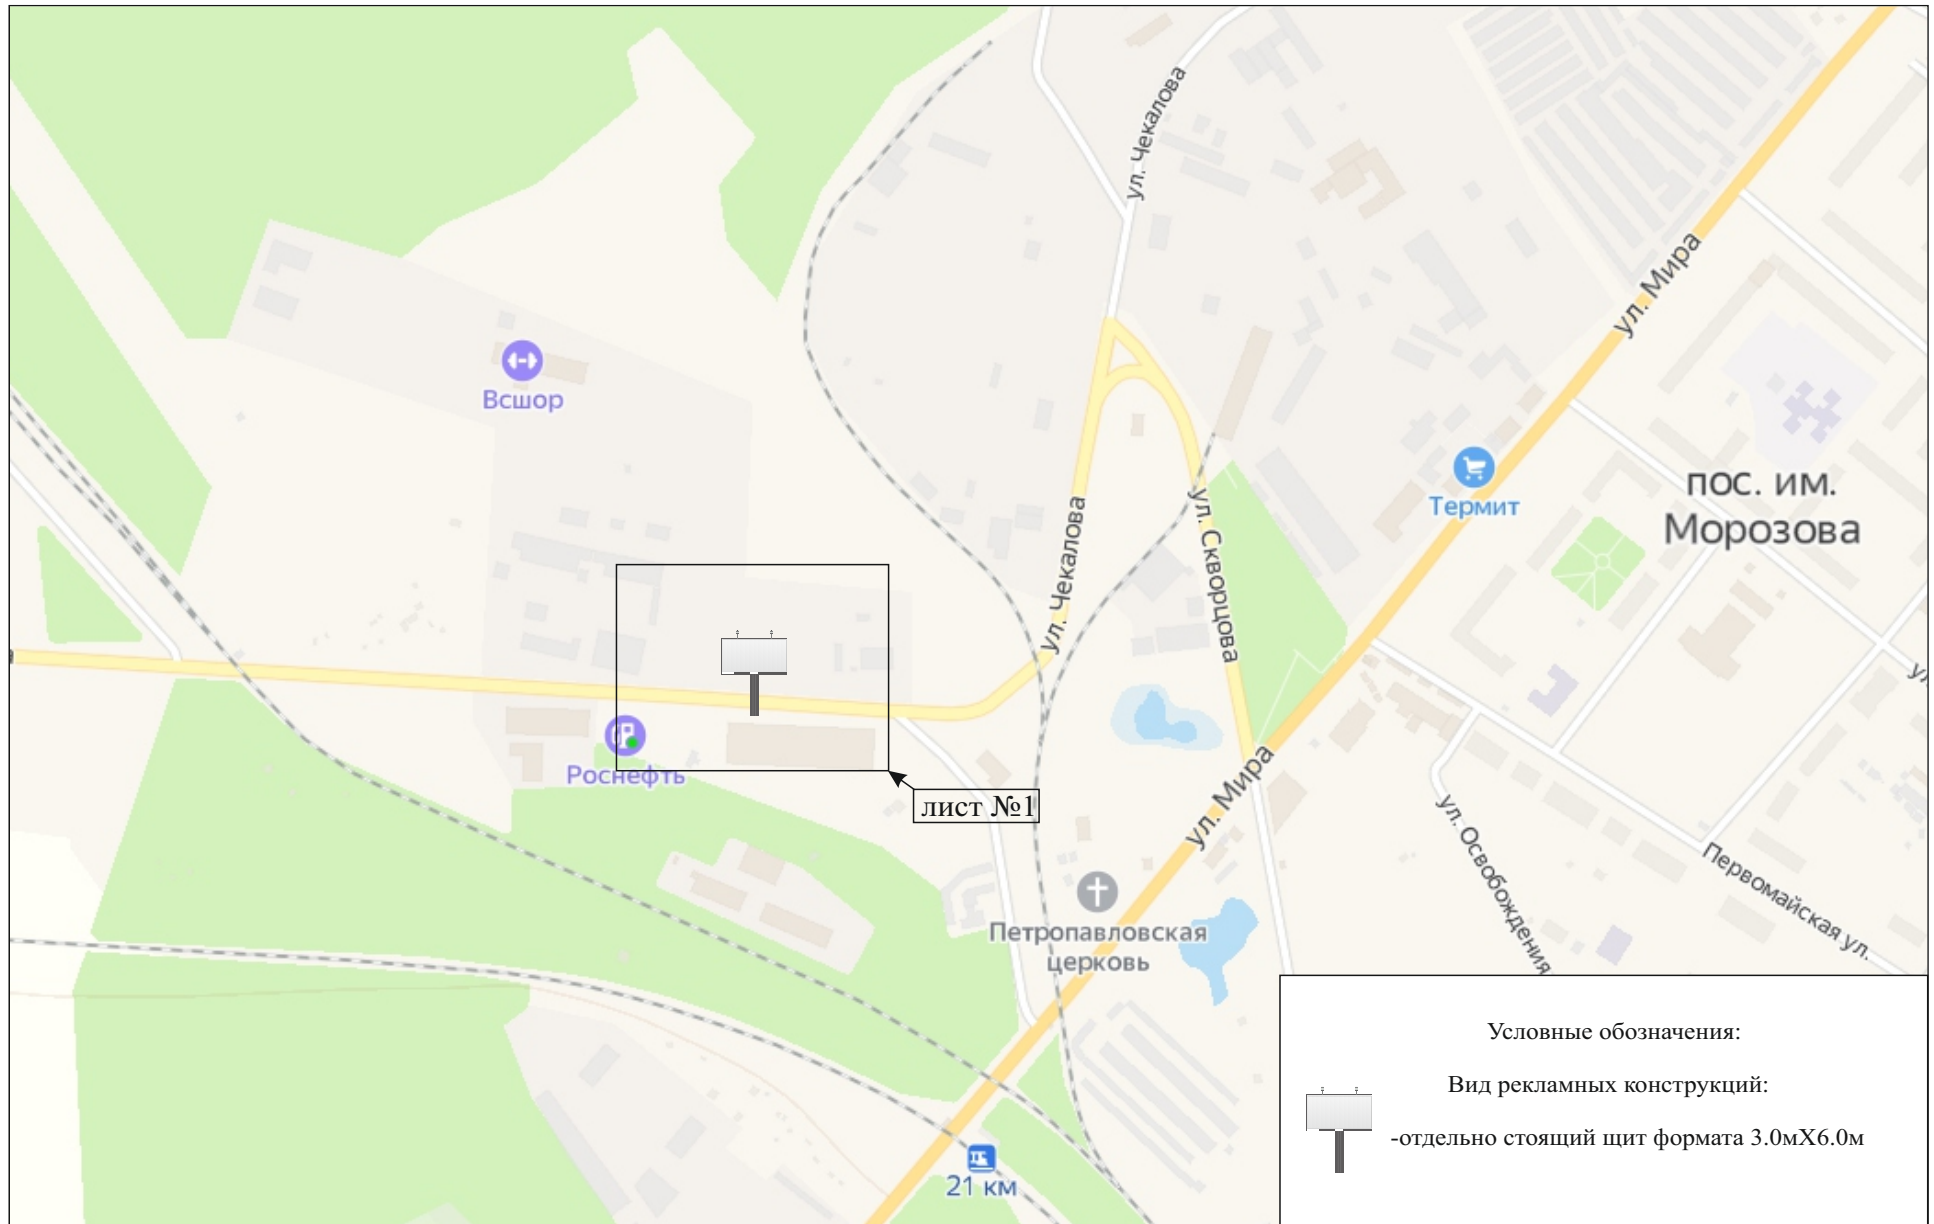 ул. Чекалова
ул. Мира
Всшор
Термит
пос. им.
Морозова
ул. Чекалова
ул. Скворцова
Роснефть
лист №1
ул. Мира
ул. Освобождения
Первомайская ул.
Петропавловская
церковь
21 км
Условные обозначения:
Вид рекламных конструкций:
-отдельно стоящий щит формата 3.0мХ6.0м